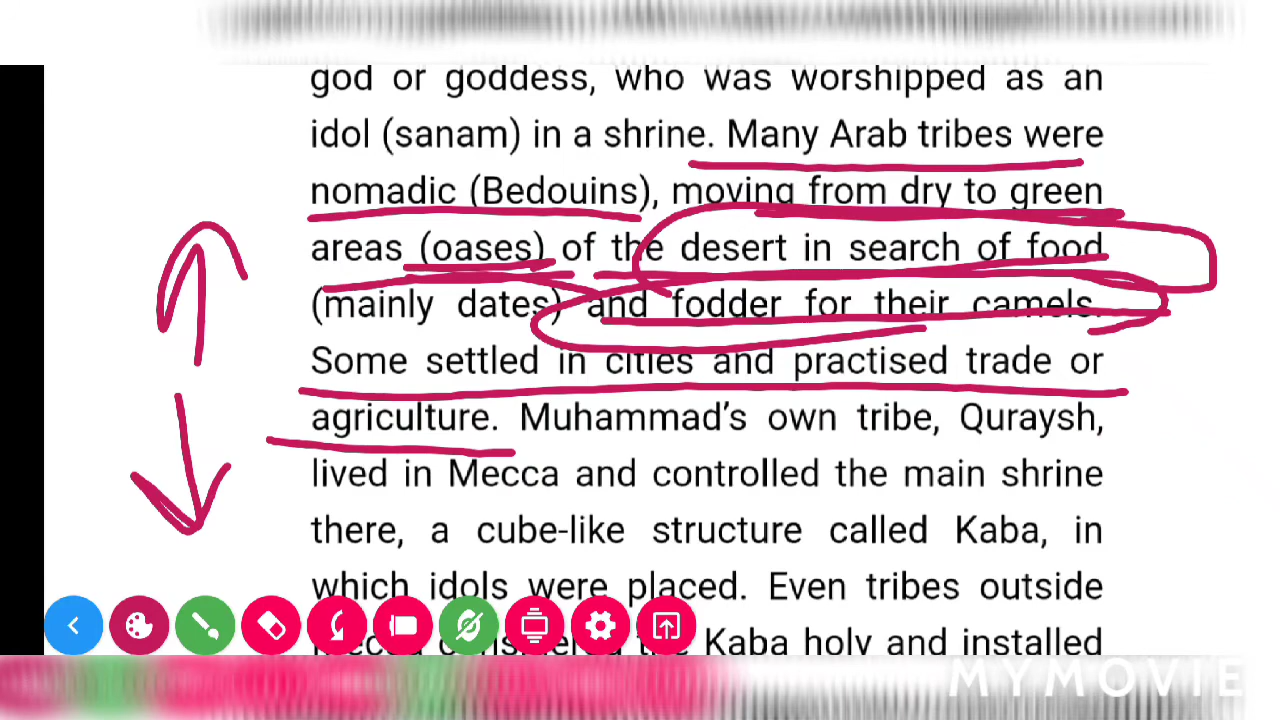 god or goddess, who was worshipped as an
idol (sanam) in a shrine. Many Arab tribes were
nomadic (Bedouins), moving from dry to green
areas (oases) of the desert in search of food
(mainly dates) and fodder for their camels.
Some settled in cities and practised trade or
agriculture. Muhammad’s own tribe, Quraysh,
lived in Mecca and controlled the main shrine
there, a cube-like structure called Kaba, in
which idols were placed. Even tribes outside
Mecca considered the Kaba holy and installed
MYMOVIE